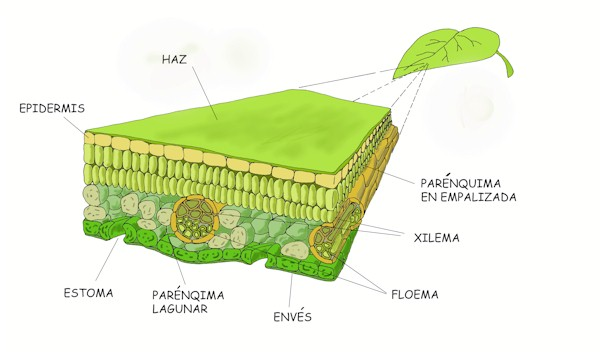 HAZ
EPIDERMIS
PARÉNQUIMA
EN EMPALIZADA
XILEMA
ESTOMA
PARÉNQIMA
LAGUNAR
ENVÉS
FLOEMA